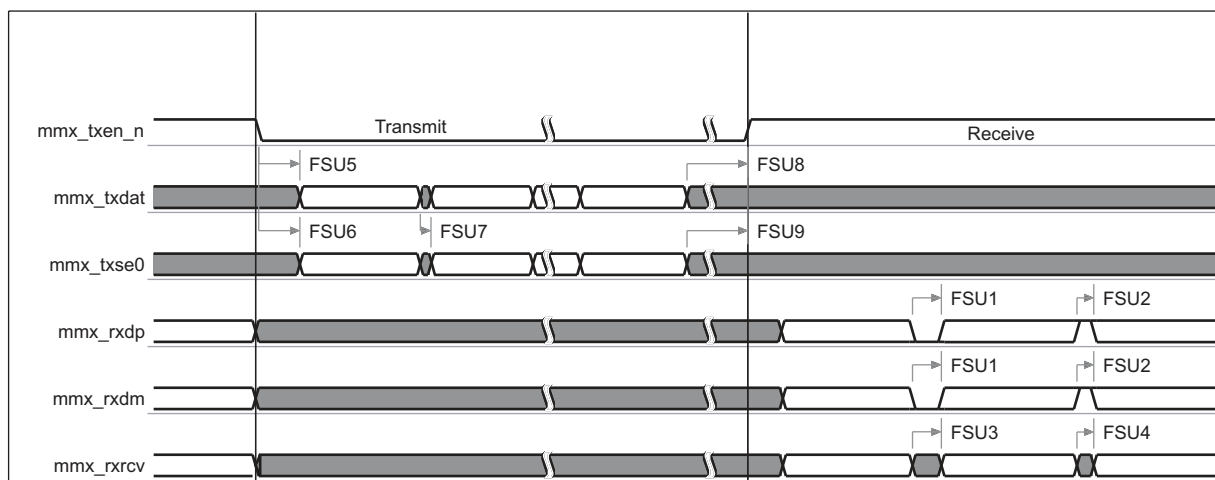 mmx_txen_n
Transmit
Receive
FSU5
FSU8
mmx_txdat
FSU6
FSU7
FSU9
mmx_txse0
FSU1
FSU2
mmx_rxdp
FSU1
FSU2
mmx_rxdm
FSU3
FSU4
mmx_rxrcv